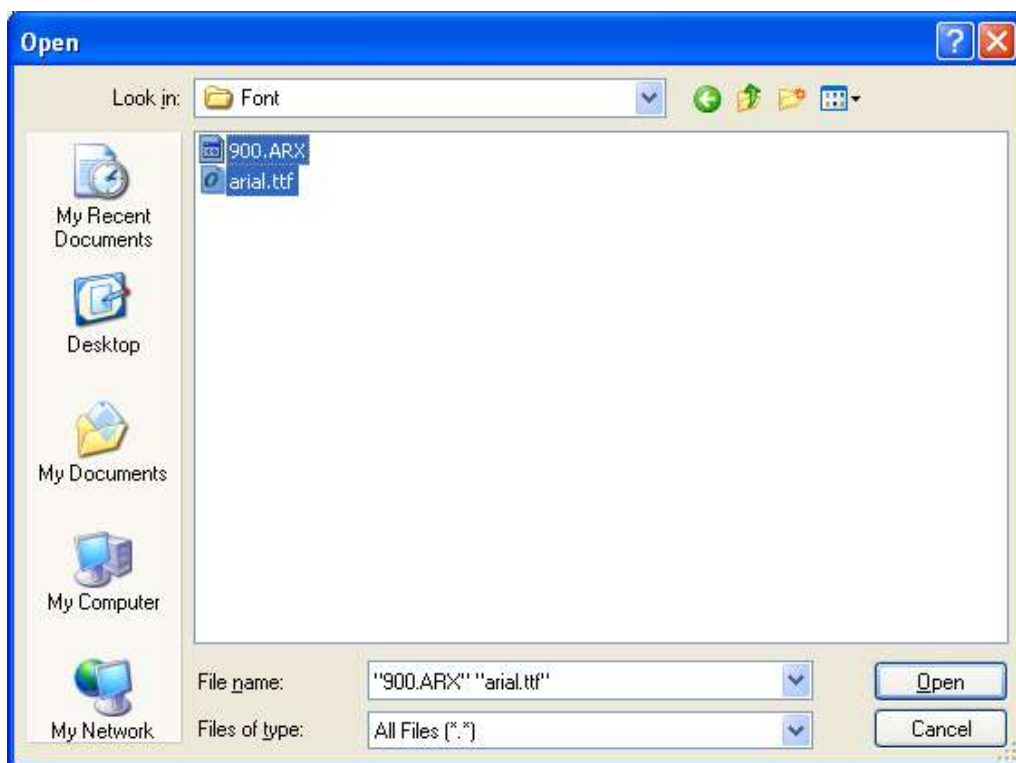 Open
Look in:
Font
900.ARX
arial.ttf
My Recent
Documents
Desktop
My Documents
My Computer
My Network
File name:
"900.ARX" "arial.ttf"
Open
Files of type:
All Files (*.*)
Cancel